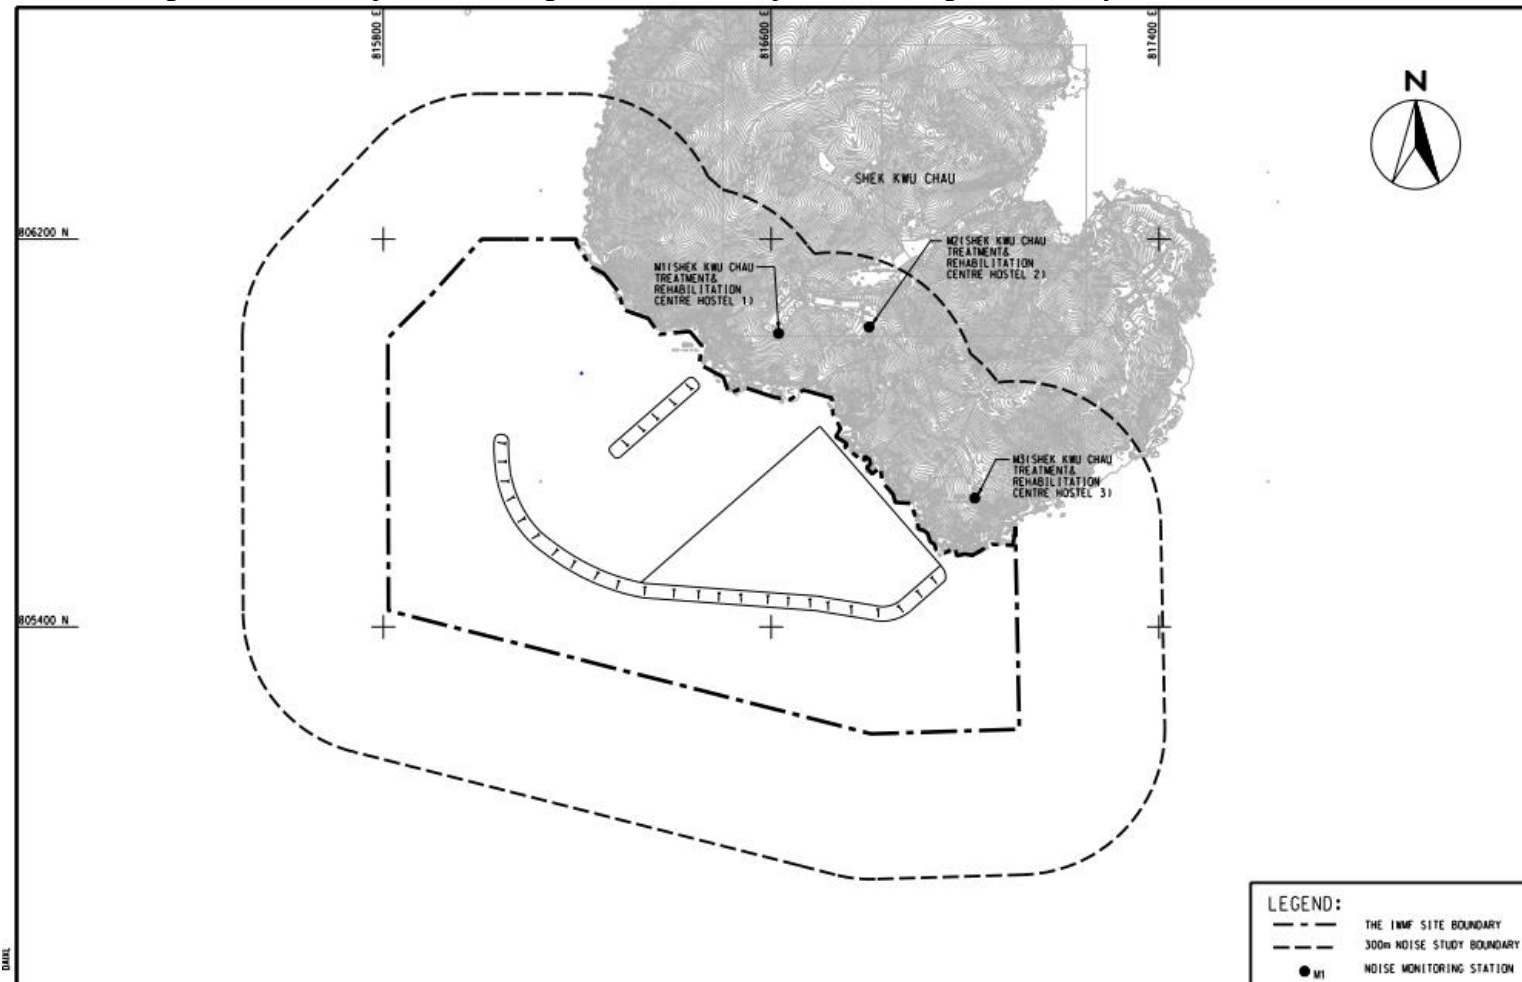 815800 E
816600 E
817400 E
N
SHEK KWU CHAU
806200 N
M1(SHEK KWU CHAU
TREATMENT&
REHABILITATION
CENTRE HOSTEL 1)
M2(SHEK KWU CHAU
TREATMENT&
REHABILITATION
CENTRE HOSTEL 2)
M3(SHEK KWU CHAU
TREATMENT&
REHABILITATION
CENTRE HOSTEL 3)
805400 N
LEGEND:
THE IWMF SITE BOUNDARY
300m NOISE STUDY BOUNDARY
M1 NOISE MONITORING STATION